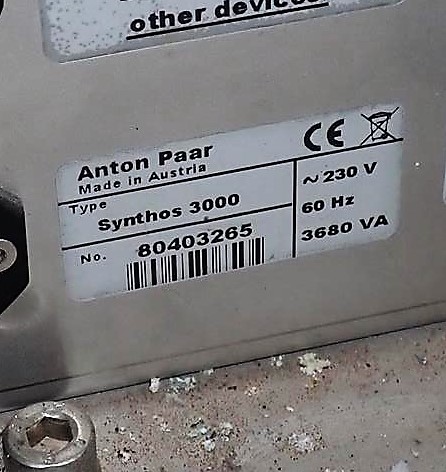 other devices.
Anton Paar
Made in Austria
CE
Type
Synthos 3000
~ 230 V
60 Hz
No. 80403265
3680 VA